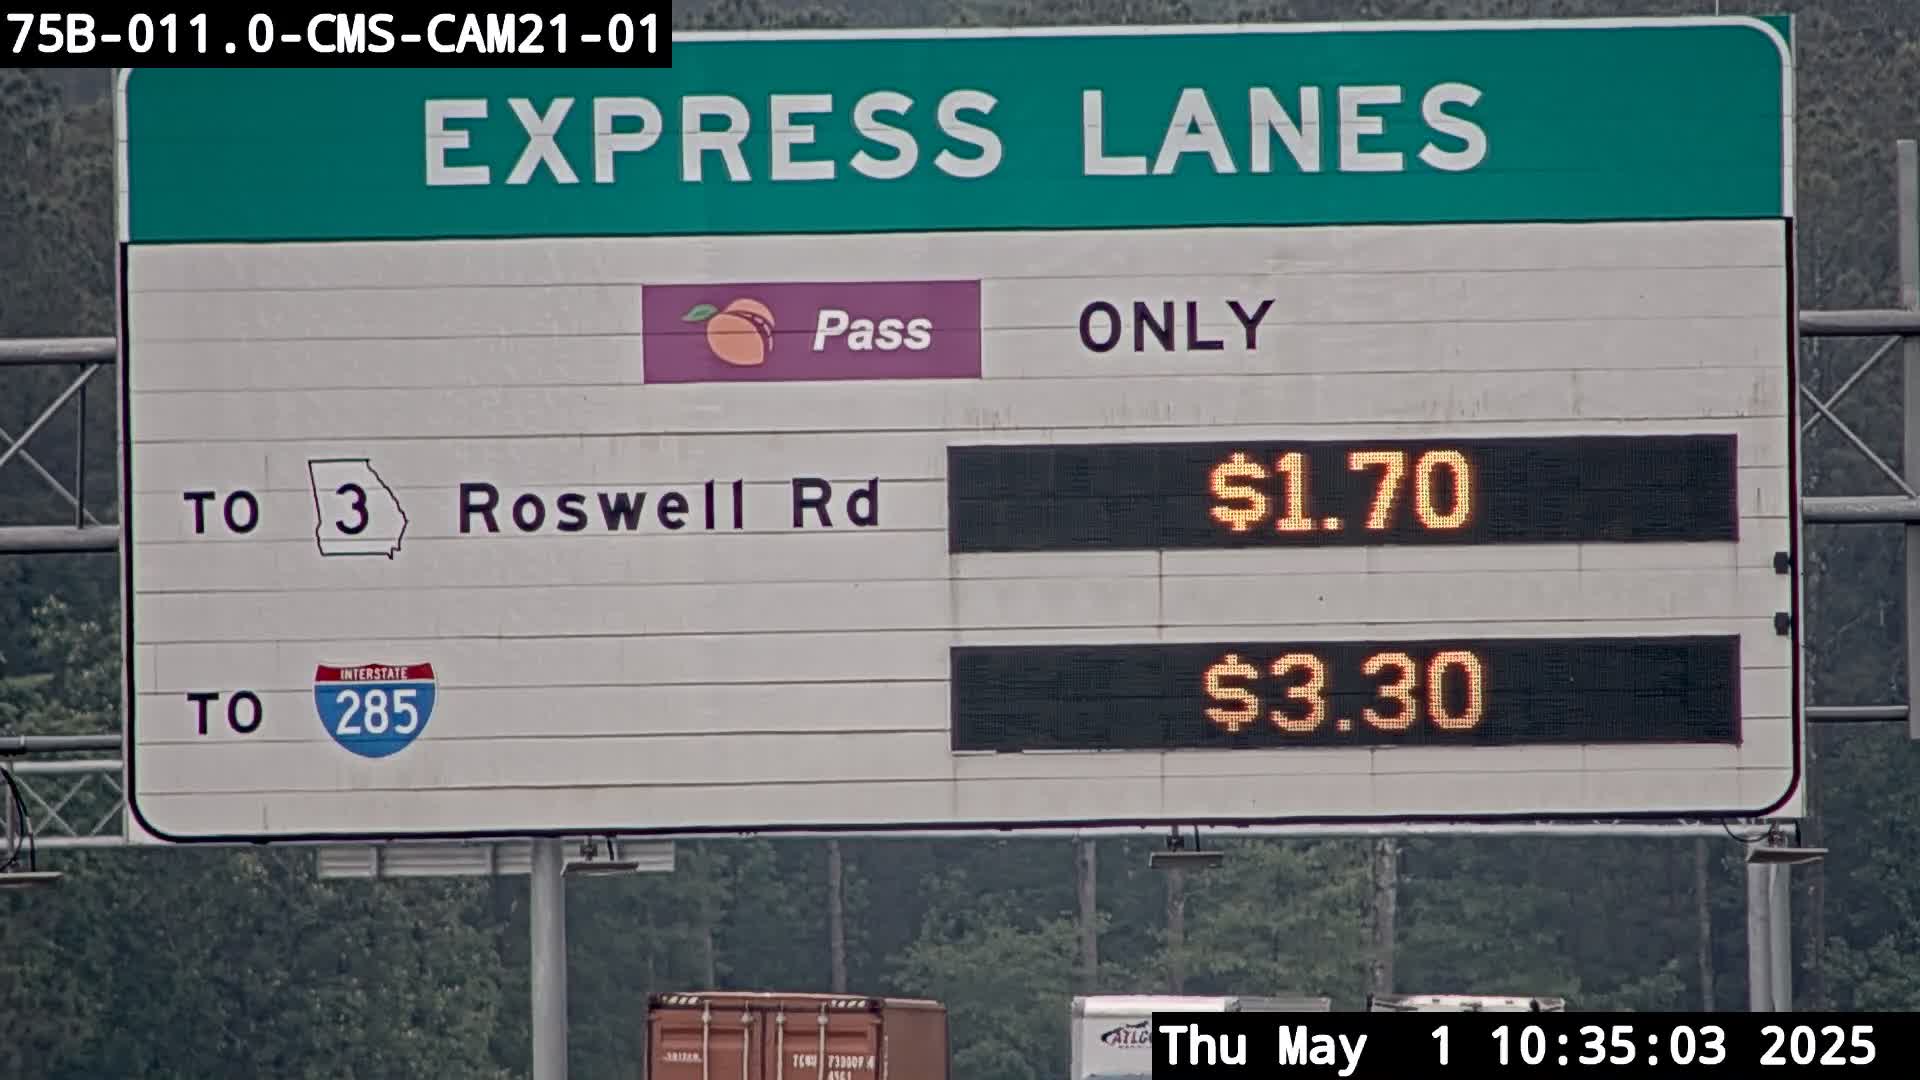 75B-011.0-CMS-CAM21-01
EXPRESS LANES
Pass ONLY
TO 3 Roswell Rd $1.70
INTERSTATE
TO 285 $3.30
Thu May 1 10:35:03 2025